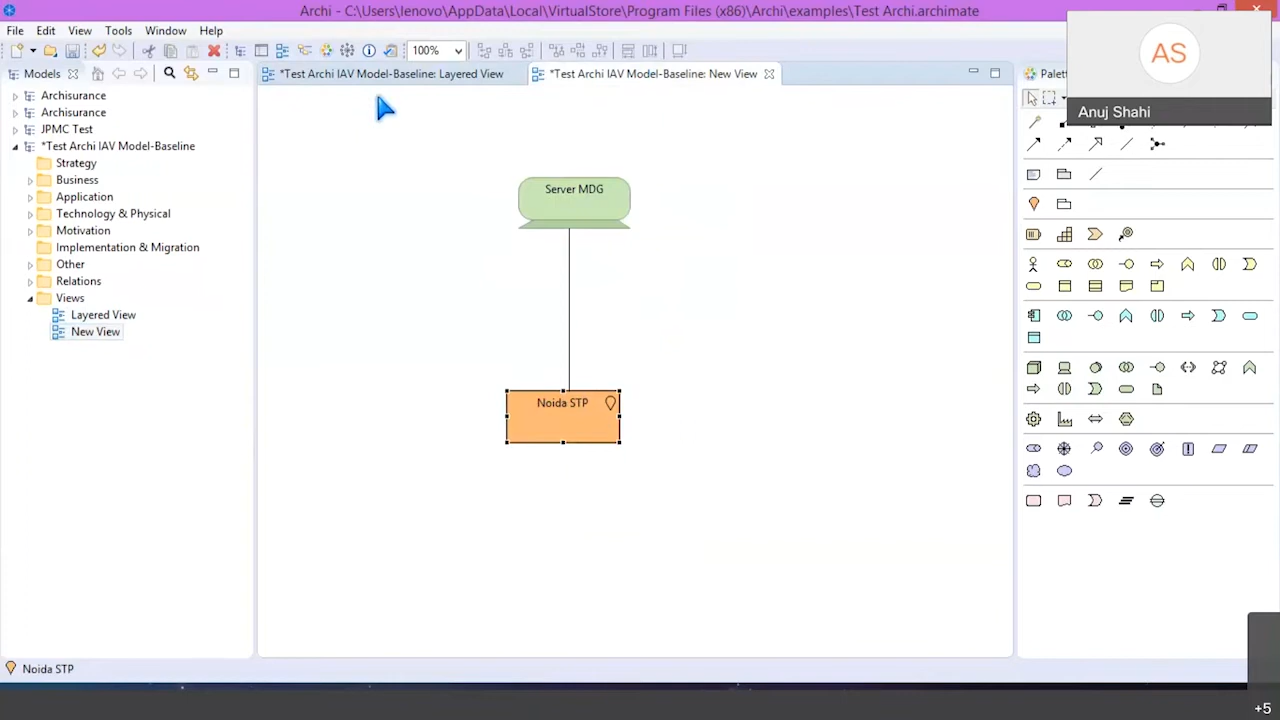 Archi - C:\Users\lenovo\AppData\Local\VirtualStore\Program Files (x86)\Archi\examples\Test Archi.archimate
File Edit View Tools Window Help
100%
Models
*Test Archi IAV Model-Baseline: Layered View
*Test Archi IAV Model-Baseline: New View
Palet
AS
Anuj Shahi
Archisurance
Archisurance
JPMC Test
*Test Archi IAV Model-Baseline
Strategy
Business
Application
Technology & Physical
Motivation
Implementation & Migration
Other
Relations
Views
Layered View
New View
Server MDG
Noida STP
Noida STP
+5